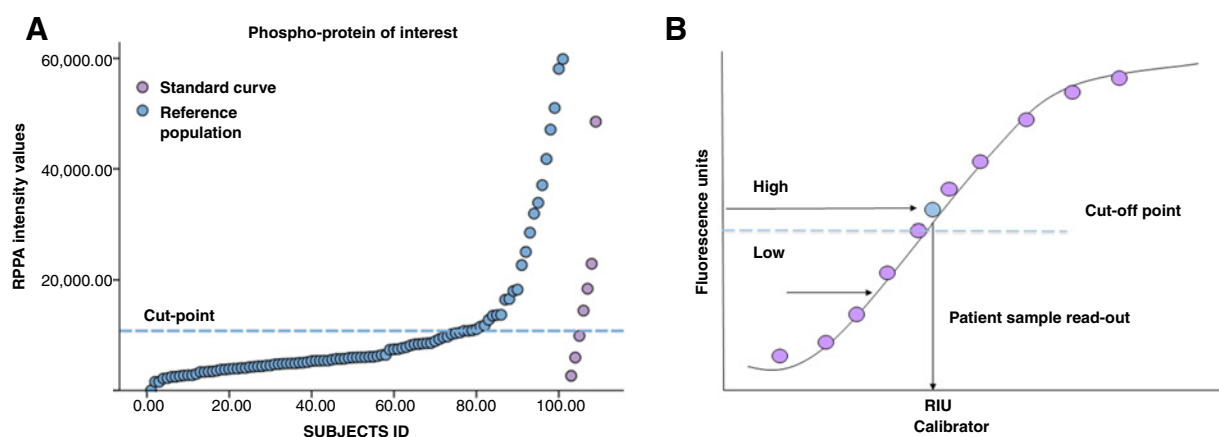 A
Phospho-protein of interest
60,000.00
40,000.00
20,000.00
Standard curve
Reference
population
Cut-point
RPPA intensity values
0.00
20.00
40.00
60.00
80.00
100.00
SUBJECTS ID
B
Fluorescence units
High
Low
Cut-off point
Patient sample read-out
RIU
Calibrator